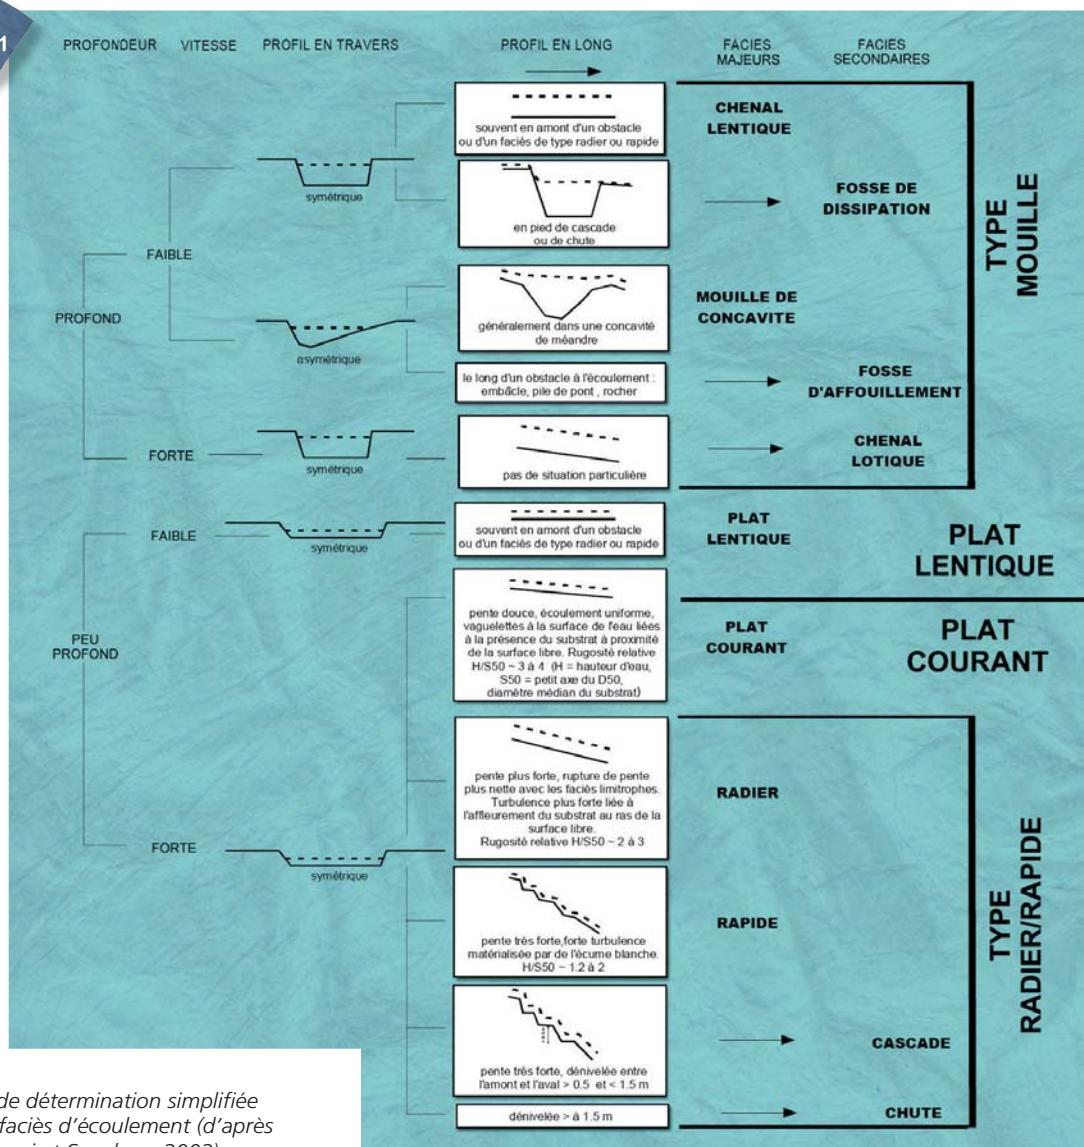 1
PROFONDEUR VITESSE PROFIL EN TRAVERS PROFIL EN LONG FACIES MAJEURS FACIES SECONDAIRES
souvent en amont d'un obstacle
ou d'un faciès de type radier ou rapide
CHENAL
LENTIQUE
symétrique
en pied de cascade
ou de chute
FOSSE DE
DISSIPATION
FAIBLE
PROFOND
asymétrique
généralement dans une concavité
de méandre
MOUILLE DE
CONCAVITE
le long d'un obstacle à l'écoulement :
embâcle, pile de pont , rocher
FOSSE
D'AFFOUILLEMENT
FORTE
symétrique
pas de situation particulière
CHENAL
LOTIQUE
TYPE
MOUILLE
FAIBLE
symétrique
souvent en amont d'un obstacle
ou d'un faciès de type radier ou rapide
PLAT
LENTIQUE
PLAT
LENTIQUE
PEU
PROFOND
pente douce, écoulement uniforme,
vaguelettes à la surface de l'eau liées
à la présence du substrat à proximité
de la surface libre. Rugosité relative
H/S50 ~ 3 à 4 (H = hauteur d'eau,
S50 = petit axe du D50,
diamètre médian du substrat)
PLAT
COURANT
PLAT
COURANT
pente plus forte, rupture de pente
plus nette avec les faciés limitrophes.
Turbulence plus forte liée à
l'affleurement du substrat au ras de la
surface libre.
Rugosité relative H/S50 ~ 2 à 3
RADIER
FORTE
symétrique
pente très forte,forte turbulence
matérialisée par de l'écume blanche.
H/S50 ~ 1.2 à 2
RAPIDE
pente très forte, dénivelée entre
l'amont et l'aval > 0.5 et < 1.5 m
CASCADE
dénivelée > à 1.5 m
CHUTE
TYPE
RADIER/RAPIDE
de détermination simplifiée
faciès d'écoulement (d'après
2002)